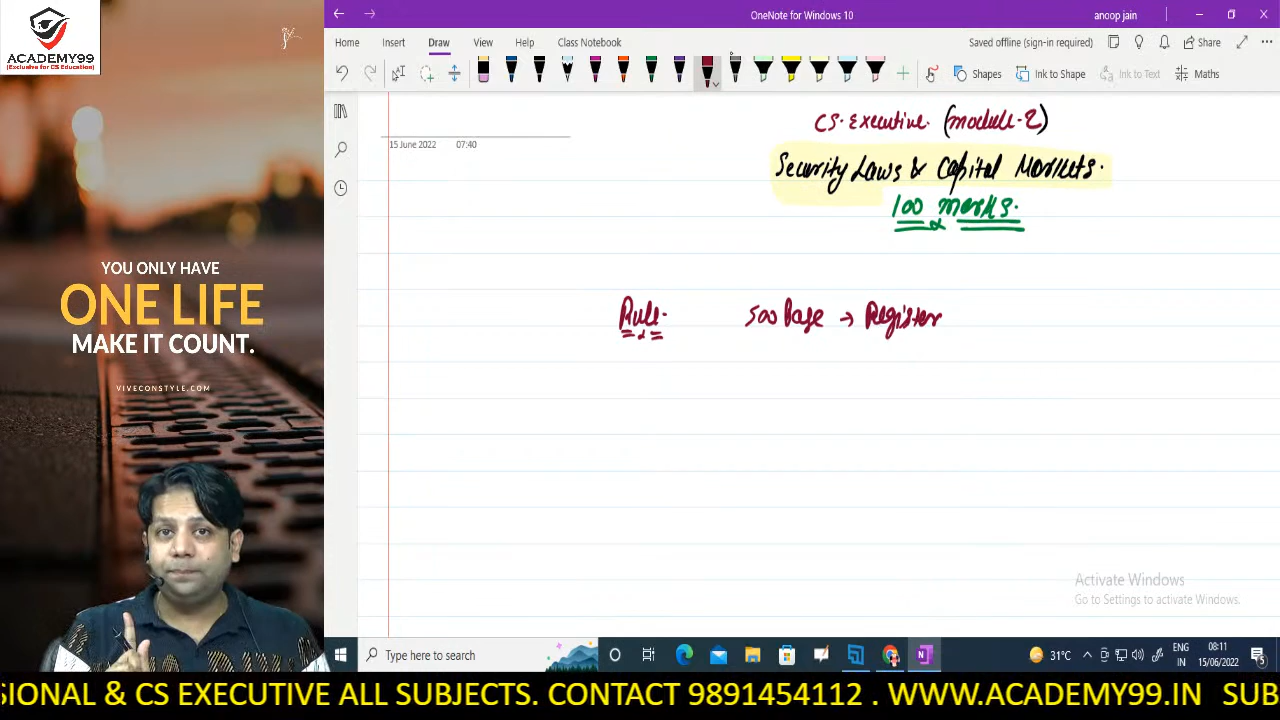 ACADEMY99
(Exclusive for CS Education)
YOU ONLY HAVE
ONE LIFE
MAKE IT COUNT.
VIVECONSTYLE.COM
OneNote for Windows 10
anoop jain
Home Insert Draw View Help Class Notebook
Saved offline (sign-in required)
Share
Shapes
Ink to Shape
Ink to Text
Maths
15 June 2022 07:40
CS-Executive (module-2)
Security Laws & Capital Markets.
100 marks.
Rule. 500 Page → Register
Activate Windows
Go to Settings to activate Windows.
Type here to search
31°C
ENG
IN
08:11
15/06/2022
5
SIONAL & CS EXECUTIVE ALL SUBJECTS. CONTACT 9891454112 . WWW.ACADEMY99.IN SUB